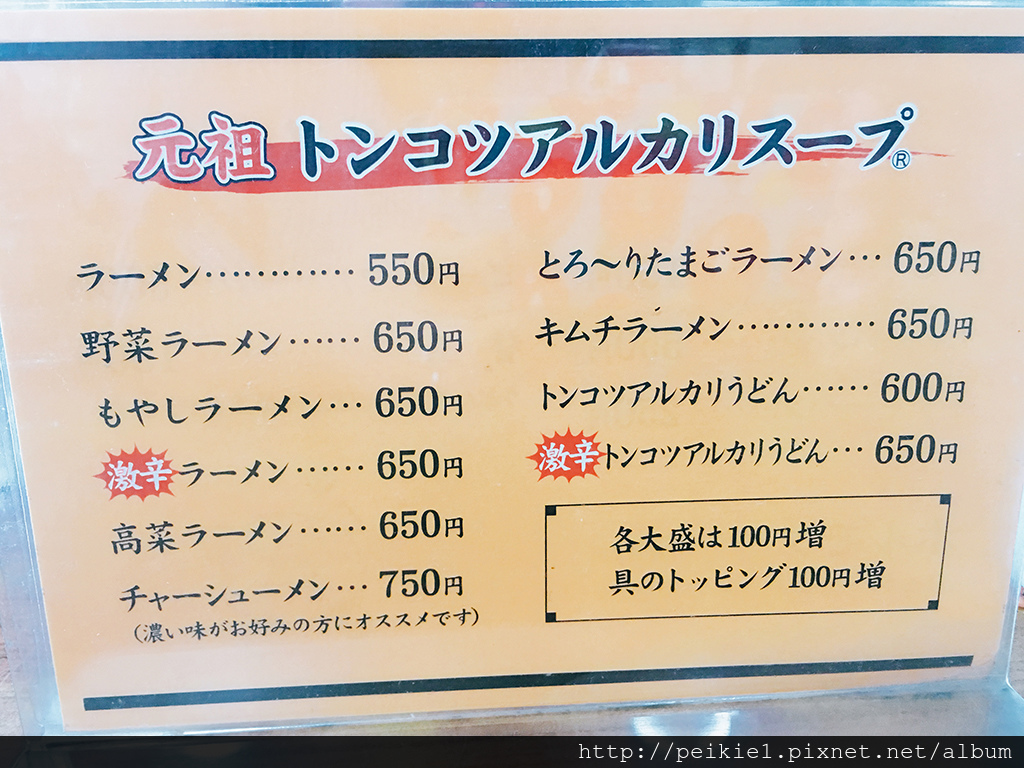 元祖 トンコツアルカリスープ®
ラーメン………… 550円
野菜ラーメン…… 650円
もやしラーメン… 650円
激辛ラーメン…… 650円
高菜ラーメン…… 650円
チャーシューメン… 750円
(濃い味がお好みの方にオススメです)
とろ〜りたまごラーメン… 650円
キムチラーメン………… 650円
トンコツアルカリうどん…… 600円
激辛トンコツアルカリうどん… 650円
各大盛は100円増
具のトッピング100円増
http://peikie1.pixnet.net/album